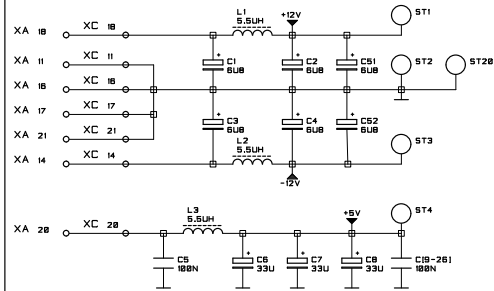 XA 18 XC 18 L1 5.5UH +12V ST1
XA 11 XC 11 C1 6U8 C2 6U8 C51 6U8 ST2 ST20
XA 16 XC 16
XA 17 XC 17 C3 6U8 C4 6U8 C52 6U8
XA 21 XC 21
XA 14 XC 14 L2 5.5UH -12V ST3
XA 20 XC 20 L3 5.5UH +5V ST4
C5 100N C6 33U C7 33U C8 33U C[9-26] 100N